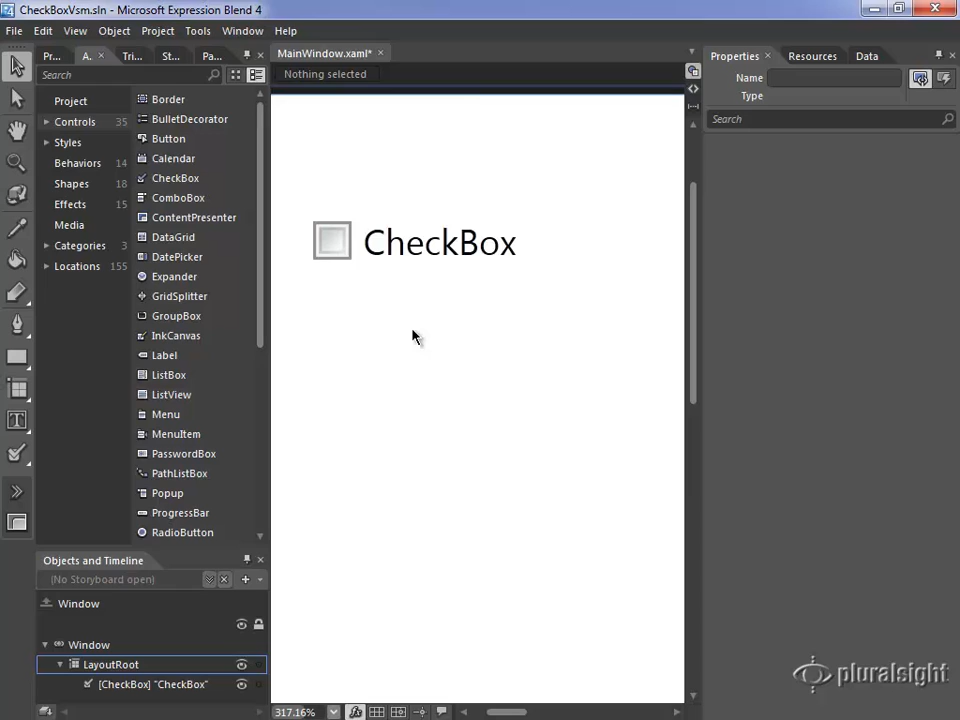 CheckBoxVsm.sln - Microsoft Expression Blend 4
File Edit View Object Project Tools Window Help
Pr... A. Tri... St... Pa...
MainWindow.xaml*
Properties Resources Data
Search
Nothing selected
Name
Type
Search
Project
Controls 35
Styles
Behaviors 14
Shapes 18
Effects 15
Media
Categories 3
Locations 155
Border
BulletDecorator
Button
Calendar
CheckBox
ComboBox
ContentPresenter
DataGrid
DatePicker
Expander
GridSplitter
GroupBox
InkCanvas
Label
ListBox
ListView
Menu
MenuItem
PasswordBox
PathListBox
Popup
ProgressBar
RadioButton
CheckBox
Objects and Timeline
(No Storyboard open)
Window
Window
LayoutRoot
[CheckBox] "CheckBox"
317.16%
pluralsight